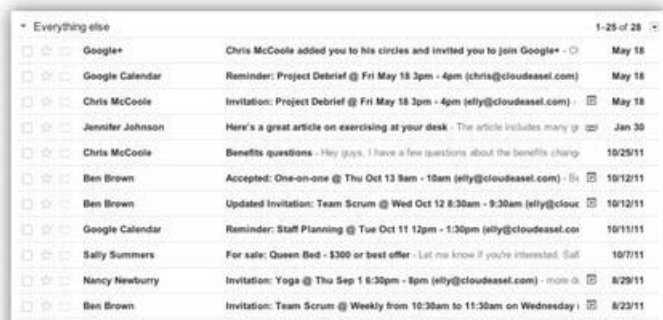 Everything else 1-25 of 28
Google+ Chris McCoole added you to his circles and invited you to join Google+ -
Google Calendar Reminder: Project Debrief @ Fri May 18 3pm - 4pm (chris@cloudeasel.com) May 18
Chris McCoole Invitation: Project Debrief @ Fri May 18 3pm - 4pm (elly@cloudeasel.com) - May 18
Jennifer Johnson Here's a great article on exercising at your desk - The article includes many Jan 30
Chris McCoole Benefits questions - Hey guys, I have a few questions about the benefits chang 10/25/11
Ben Brown Accepted: One-on-one @ Thu Oct 13 9am - 10am (elly@cloudeasel.com) - 10/12/11
Ben Brown Updated Invitation: Team Scrum @ Wed Oct 12 8:30am - 9:30am (elly@clouc 10/12/11
Google Calendar Reminder: Staff Planning @ Tue Oct 11 12pm - 1:30pm (elly@cloudeasel.co 10/11/11
Sally Summers For sale: Queen Bed - $300 or best offer - Let me know if you're interested. Sall 10/7/11
Nancy Newburry Invitation: Yoga @ Thu Sep 1 6:30pm - 8pm (elly@cloudeasel.com) - more 8/29/11
Ben Brown Invitation: Team Scrum @ Weekly from 10:30am to 11:30am on Wednesday 8/23/11